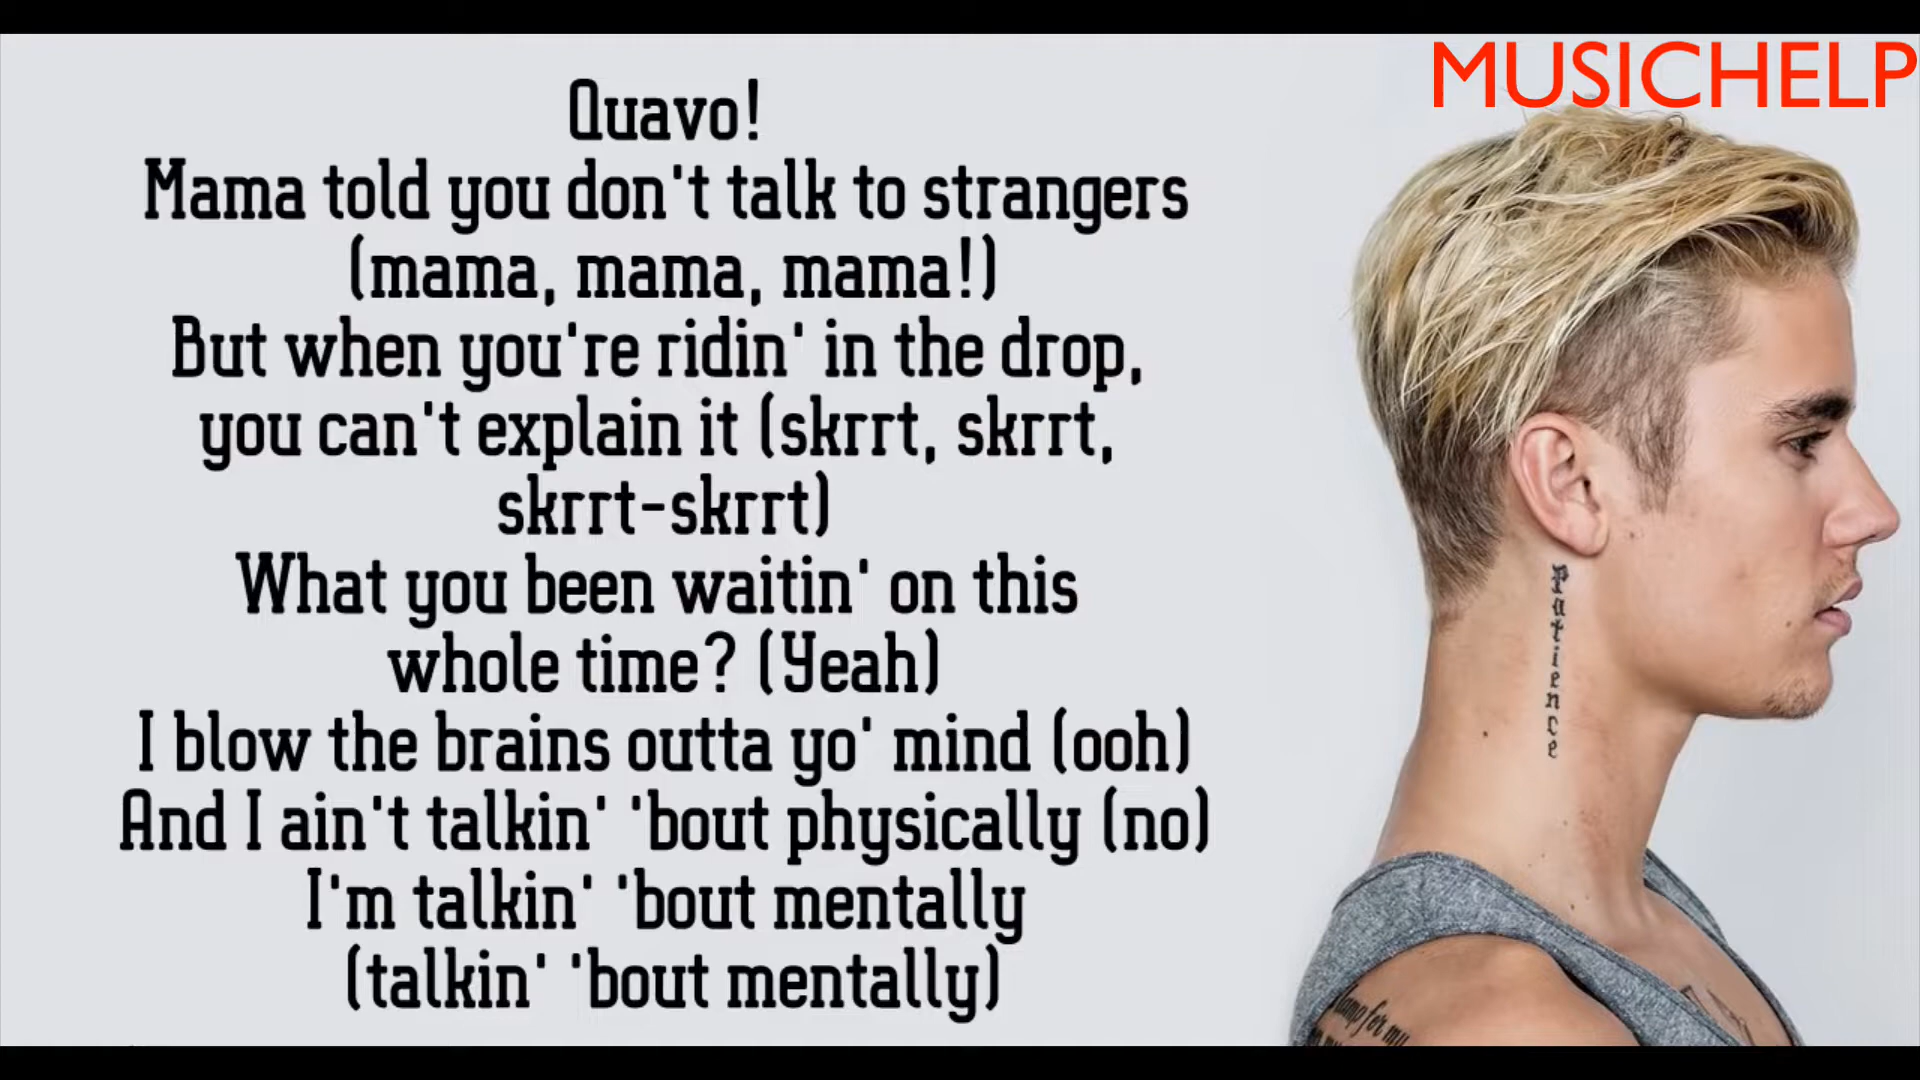 MUSICHELP
Quavo!
Mama told you don't talk to strangers
(mama, mama, mama!)
But when you're ridin' in the drop,
you can't explain it (skrrt, skrrt,
skrrt-skrrt)
What you been waitin' on this
whole time? (Yeah)
I blow the brains outta yo' mind (ooh)
And I ain't talkin' 'bout physically (no)
I'm talkin' 'bout mentally
(talkin' 'bout mentally)
Patience
for my